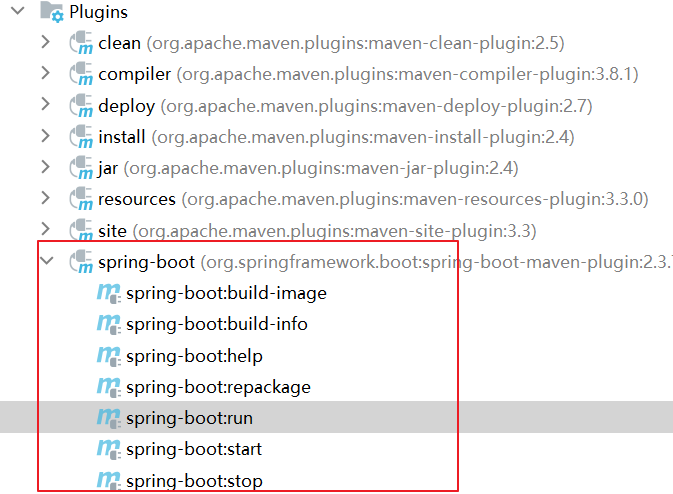 Plugins
clean (org.apache.maven.plugins:maven-clean-plugin:2.5)
compiler (org.apache.maven.plugins:maven-compiler-plugin:3.8.1)
deploy (org.apache.maven.plugins:maven-deploy-plugin:2.7)
install (org.apache.maven.plugins:maven-install-plugin:2.4)
jar (org.apache.maven.plugins:maven-jar-plugin:2.4)
resources (org.apache.maven.plugins:maven-resources-plugin:3.3.0)
site (org.apache.maven.plugins:maven-site-plugin:3.3)
spring-boot (org.springframework.boot:spring-boot-maven-plugin:2.3.
spring-boot:build-image
spring-boot:build-info
spring-boot:help
spring-boot:repackage
spring-boot:run
spring-boot:start
spring-boot:stop